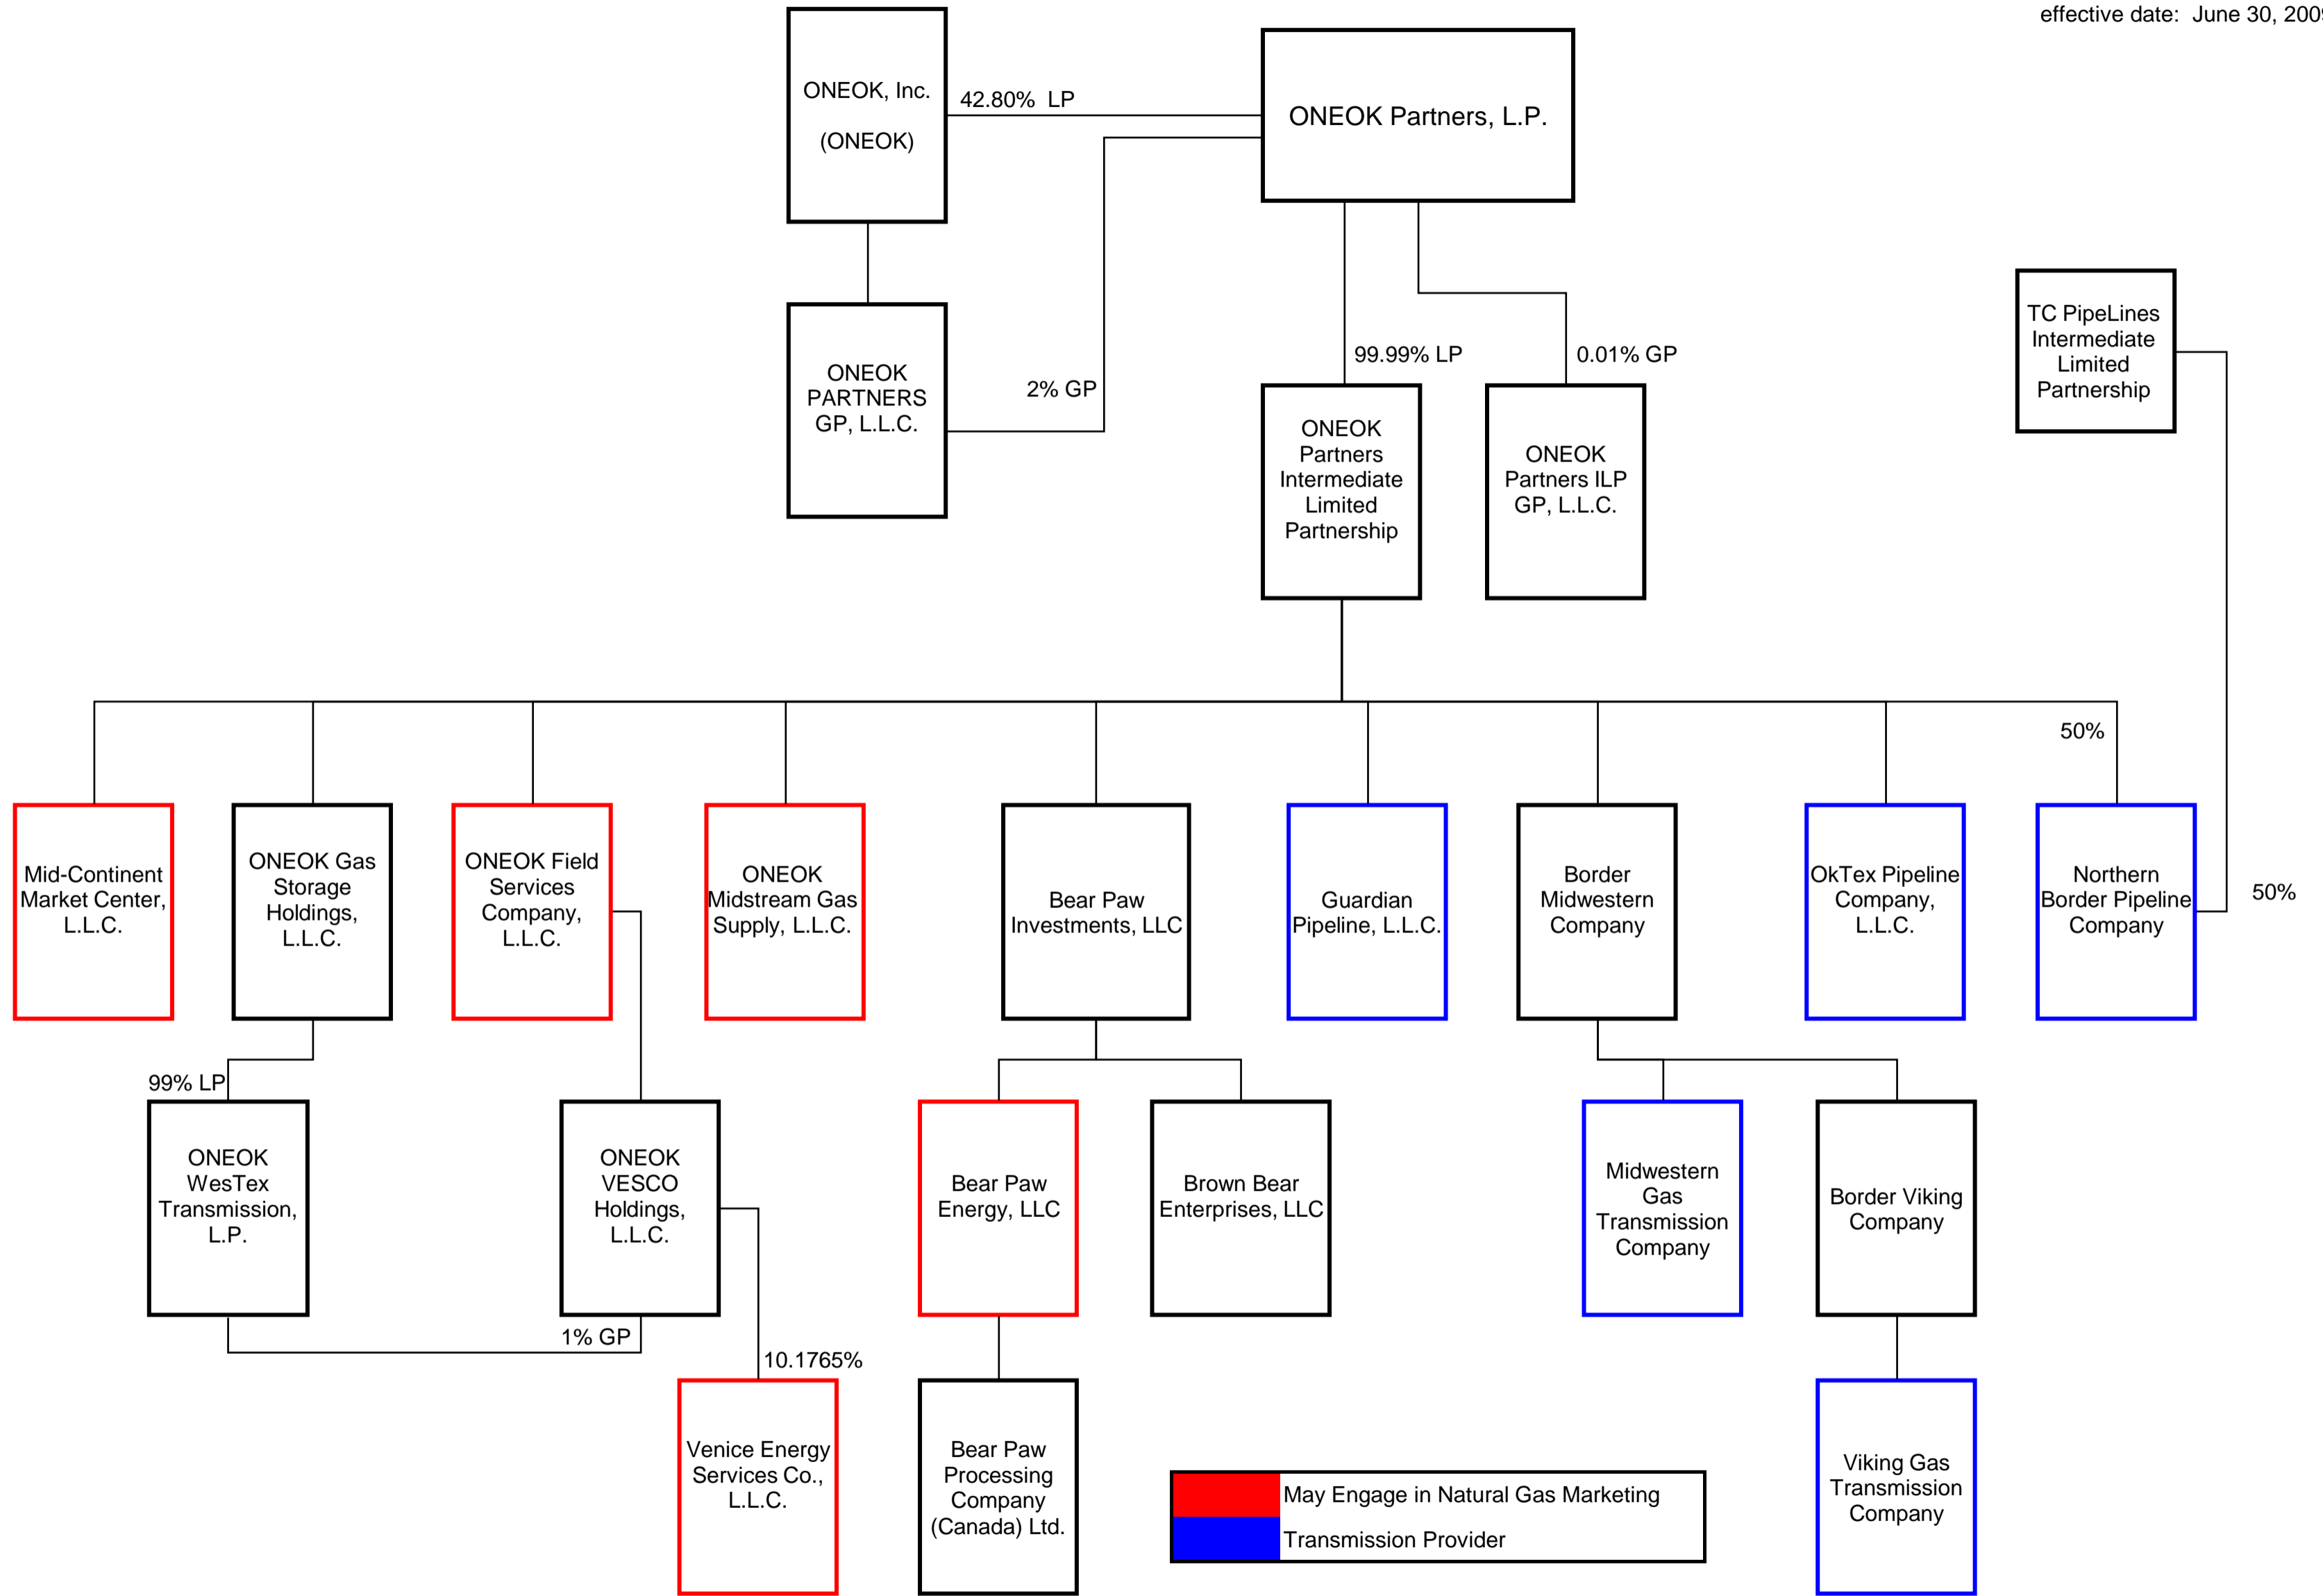 effective date: June 30, 2009
ONEOK, Inc.
(ONEOK)
42.80% LP
ONEOK Partners, L.P.
TC PipeLines
Intermediate
Limited
Partnership
ONEOK
PARTNERS
GP, L.L.C.
2% GP
99.99% LP
0.01% GP
ONEOK
Partners
Intermediate
Limited
Partnership
ONEOK
Partners ILP
GP, L.L.C.
50%
Mid-Continent
Market Center,
L.L.C.
ONEOK Gas
Storage
Holdings,
L.L.C.
ONEOK Field
Services
Company,
L.L.C.
ONEOK
Midstream Gas
Supply, L.L.C.
Bear Paw
Investments, LLC
Guardian
Pipeline, L.L.C.
Border
Midwestern
Company
OkTex Pipeline
Company,
L.L.C.
Northern
Border Pipeline
Company
50%
99% LP
ONEOK
WesTex
Transmission,
L.P.
ONEOK
VESCO
Holdings,
L.L.C.
Bear Paw
Energy, LLC
Brown Bear
Enterprises, LLC
Midwestern
Gas
Transmission
Company
Border Viking
Company
1% GP
10.1765%
Venice Energy
Services Co.,
L.L.C.
Bear Paw
Processing
Company
(Canada) Ltd.
May Engage in Natural Gas Marketing
Transmission Provider
Viking Gas
Transmission
Company